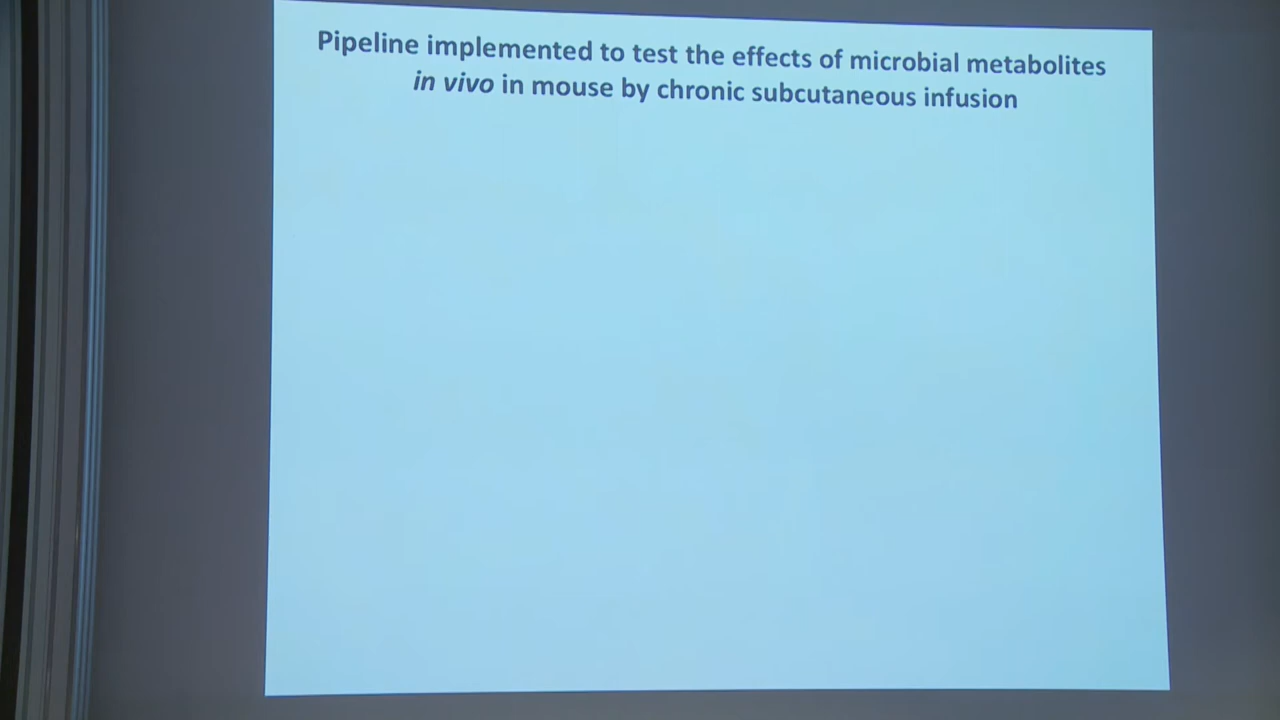 Pipeline implemented to test the effects of microbial metabolites
in vivo in mouse by chronic subcutaneous infusion